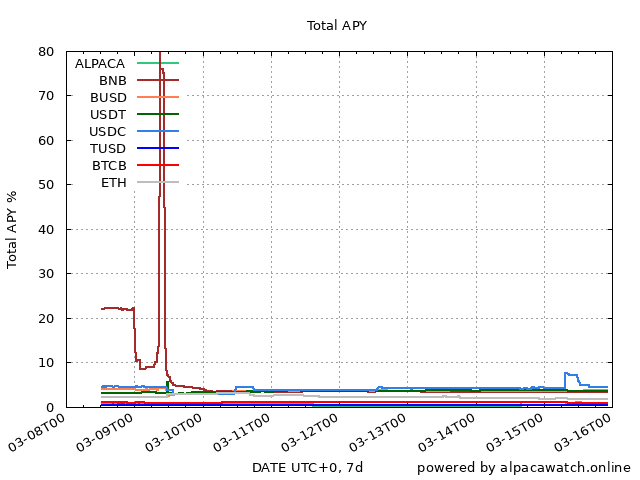 Total APY
80
70
60
50
40
30
20
10
0
Total APY %
ALPACA
BNB
BUSD
USDT
USDC
TUSD
BTCB
ETH
03-08T00
03-09T00
03-10T00
03-11T00
03-12T00
03-13T00
03-14T00
03-15T00
03-16T00
DATE UTC+0, 7d
powered by alpacawatch.online